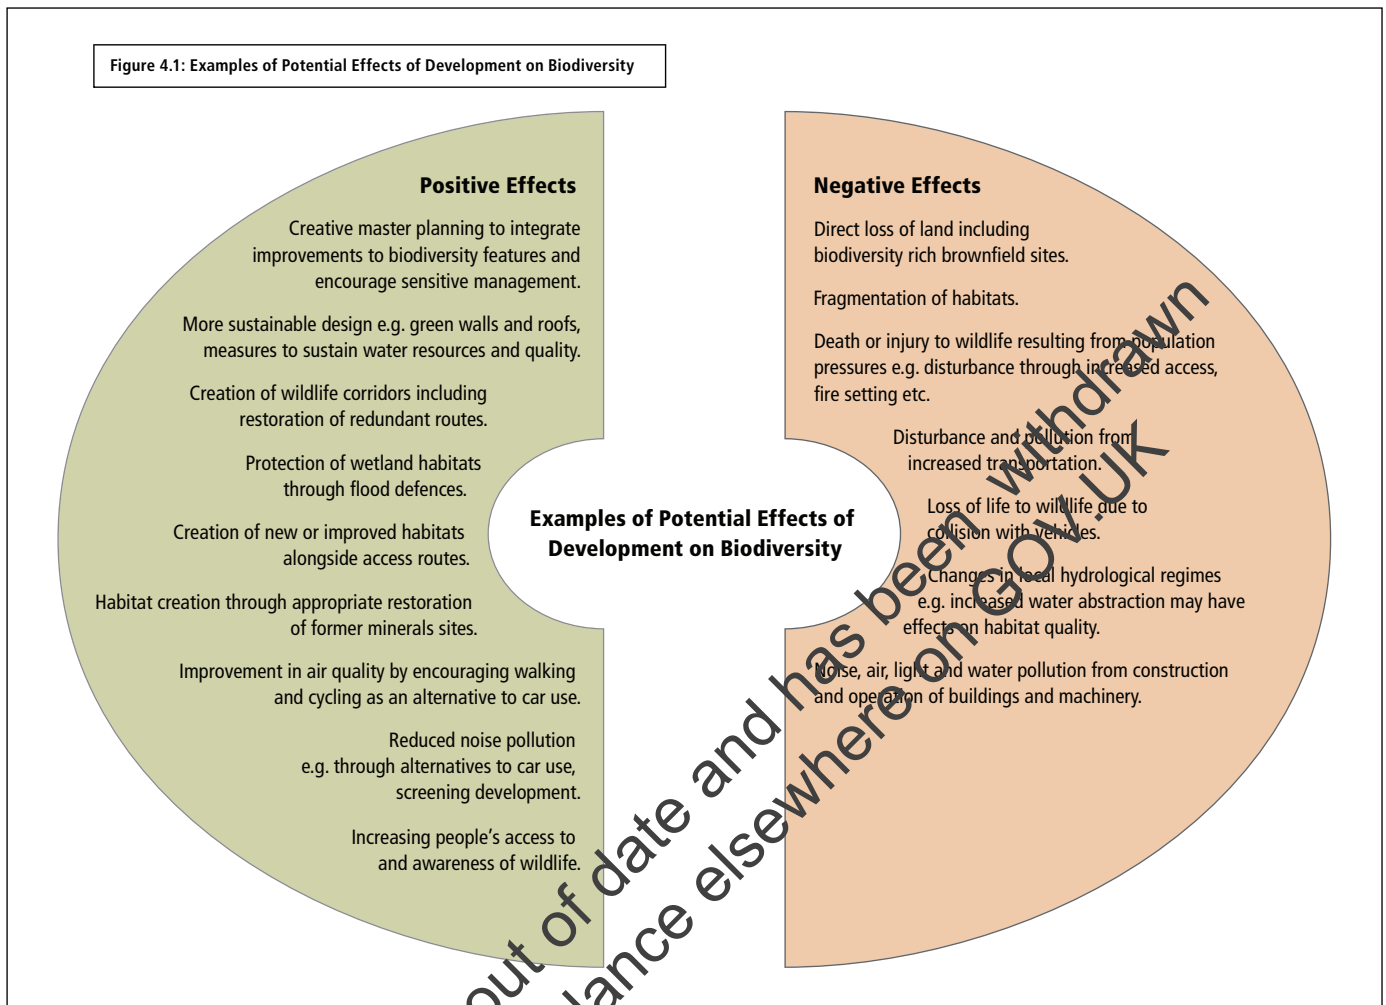 Figure 4.1: Examples of Potential Effects of Development on Biodiversity
Positive Effects
Creative master planning to integrate
improvements to biodiversity features and
encourage sensitive management.
More sustainable design e.g. green walls and roofs,
measures to sustain water resources and quality.
Creation of wildlife corridors including
restoration of redundant routes.
Protection of wetland habitats
through flood defences.
Creation of new or improved habitats
alongside access routes.
Habitat creation through appropriate restoration
of former minerals sites.
Improvement in air quality by encouraging walking
and cycling as an alternative to car use.
Reduced noise pollution
e.g. through alternatives to car use,
screening development.
Increasing people's access to
and awareness of wildlife.
Examples of Potential Effects of
Development on Biodiversity
Negative Effects
Direct loss of land including
biodiversity rich brownfield sites.
Fragmentation of habitats.
Death or injury to wildlife resulting from population
pressures e.g. disturbance through increased access,
fire setting etc.
Disturbance and pollution from
increased transportation.
Loss of life to wildlife due to
collision with vehicles.
Changes in local hydrological regimes
e.g. increased water abstraction may have
effects on habitat quality.
Noise, air, light and water pollution from construction
and operation of buildings and machinery.
out of date and has been withdrawn
elsewhere on GOV.UK